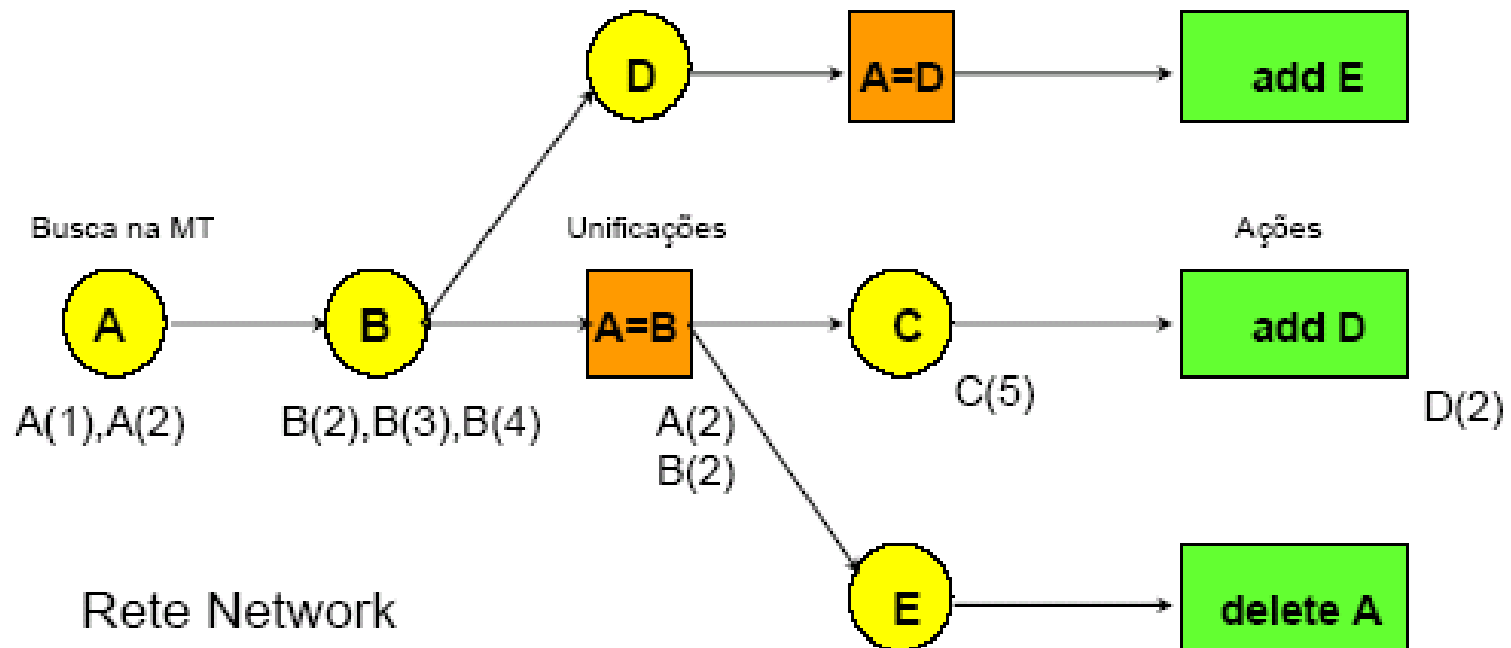 D
A=D
add E
Busca na MT
Unificações
Ações
A
B
A=B
C
add D
A(1),A(2)
B(2),B(3),B(4)
A(2)
B(2)
C(5)
D(2)
E
delete A
Rete Network